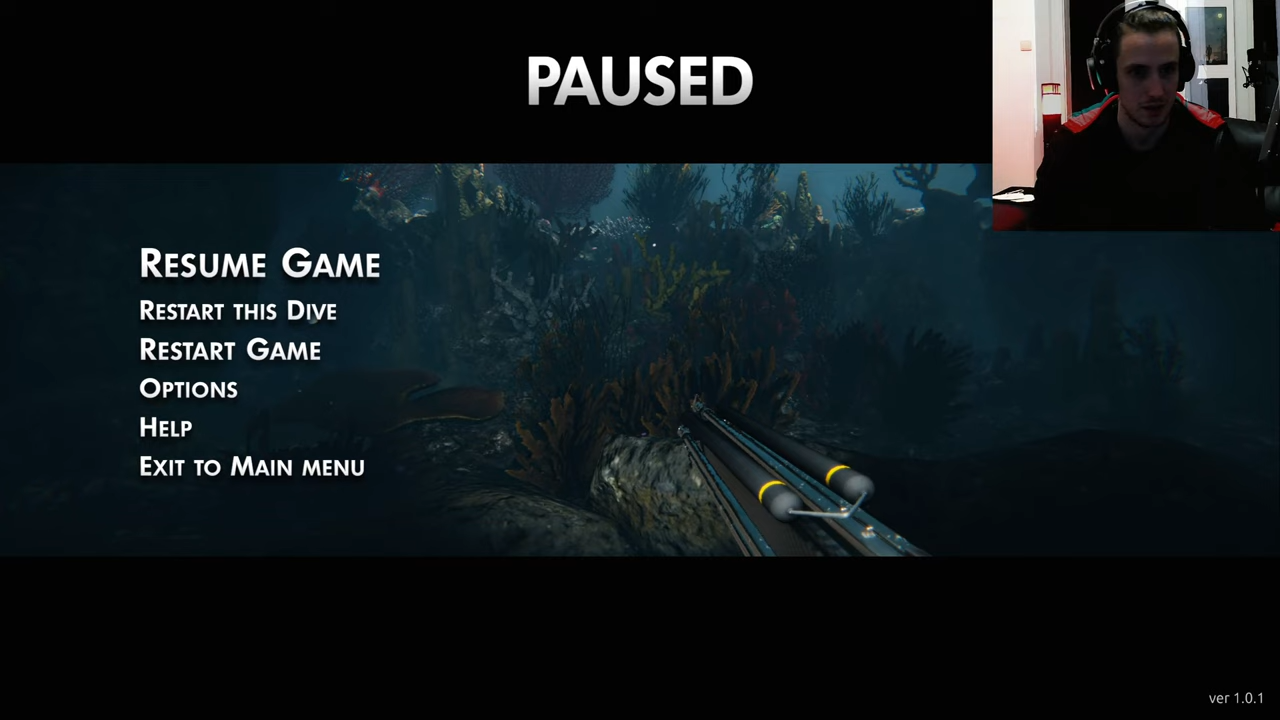 PAUSED
Resume Game
Restart this Dive
Restart Game
Options
Help
Exit to Main menu
ver 1.0.1